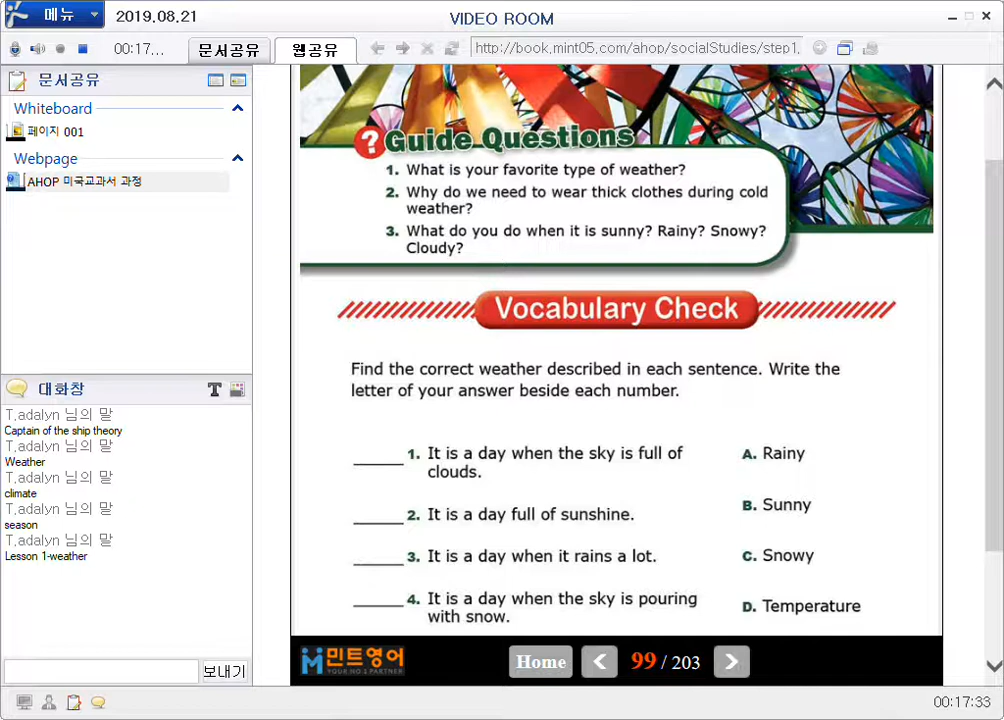 메뉴
2019.08.21
VIDEO ROOM
00:17...
문서공유
웹공유
http://book.mint05.com/ahop/socialStudies/step1,
문서공유
Whiteboard
페이지 001
Webpage
AHOP 미국교과서 과정
대화창
T
T.adalyn 님의 말
Captain of the ship theory
T.adalyn 님의 말
Weather
T.adalyn 님의 말
climate
T.adalyn 님의 말
season
T.adalyn 님의 말
Lesson 1-weather
보내기
? Guide Questions
1. What is your favorite type of weather?
2. Why do we need to wear thick clothes during cold
weather?
3. What do you do when it is sunny? Rainy? Snowy?
Cloudy?
Vocabulary Check
Find the correct weather described in each sentence. Write the
letter of your answer beside each number.
______ 1. It is a day when the sky is full of
clouds.
______ 2. It is a day full of sunshine.
______ 3. It is a day when it rains a lot.
______ 4. It is a day when the sky is pouring
with snow.
A. Rainy
B. Sunny
C. Snowy
D. Temperature
민트영어
YOUR NO.1 PARTNER
Home < 99 / 203 >
00:17:33